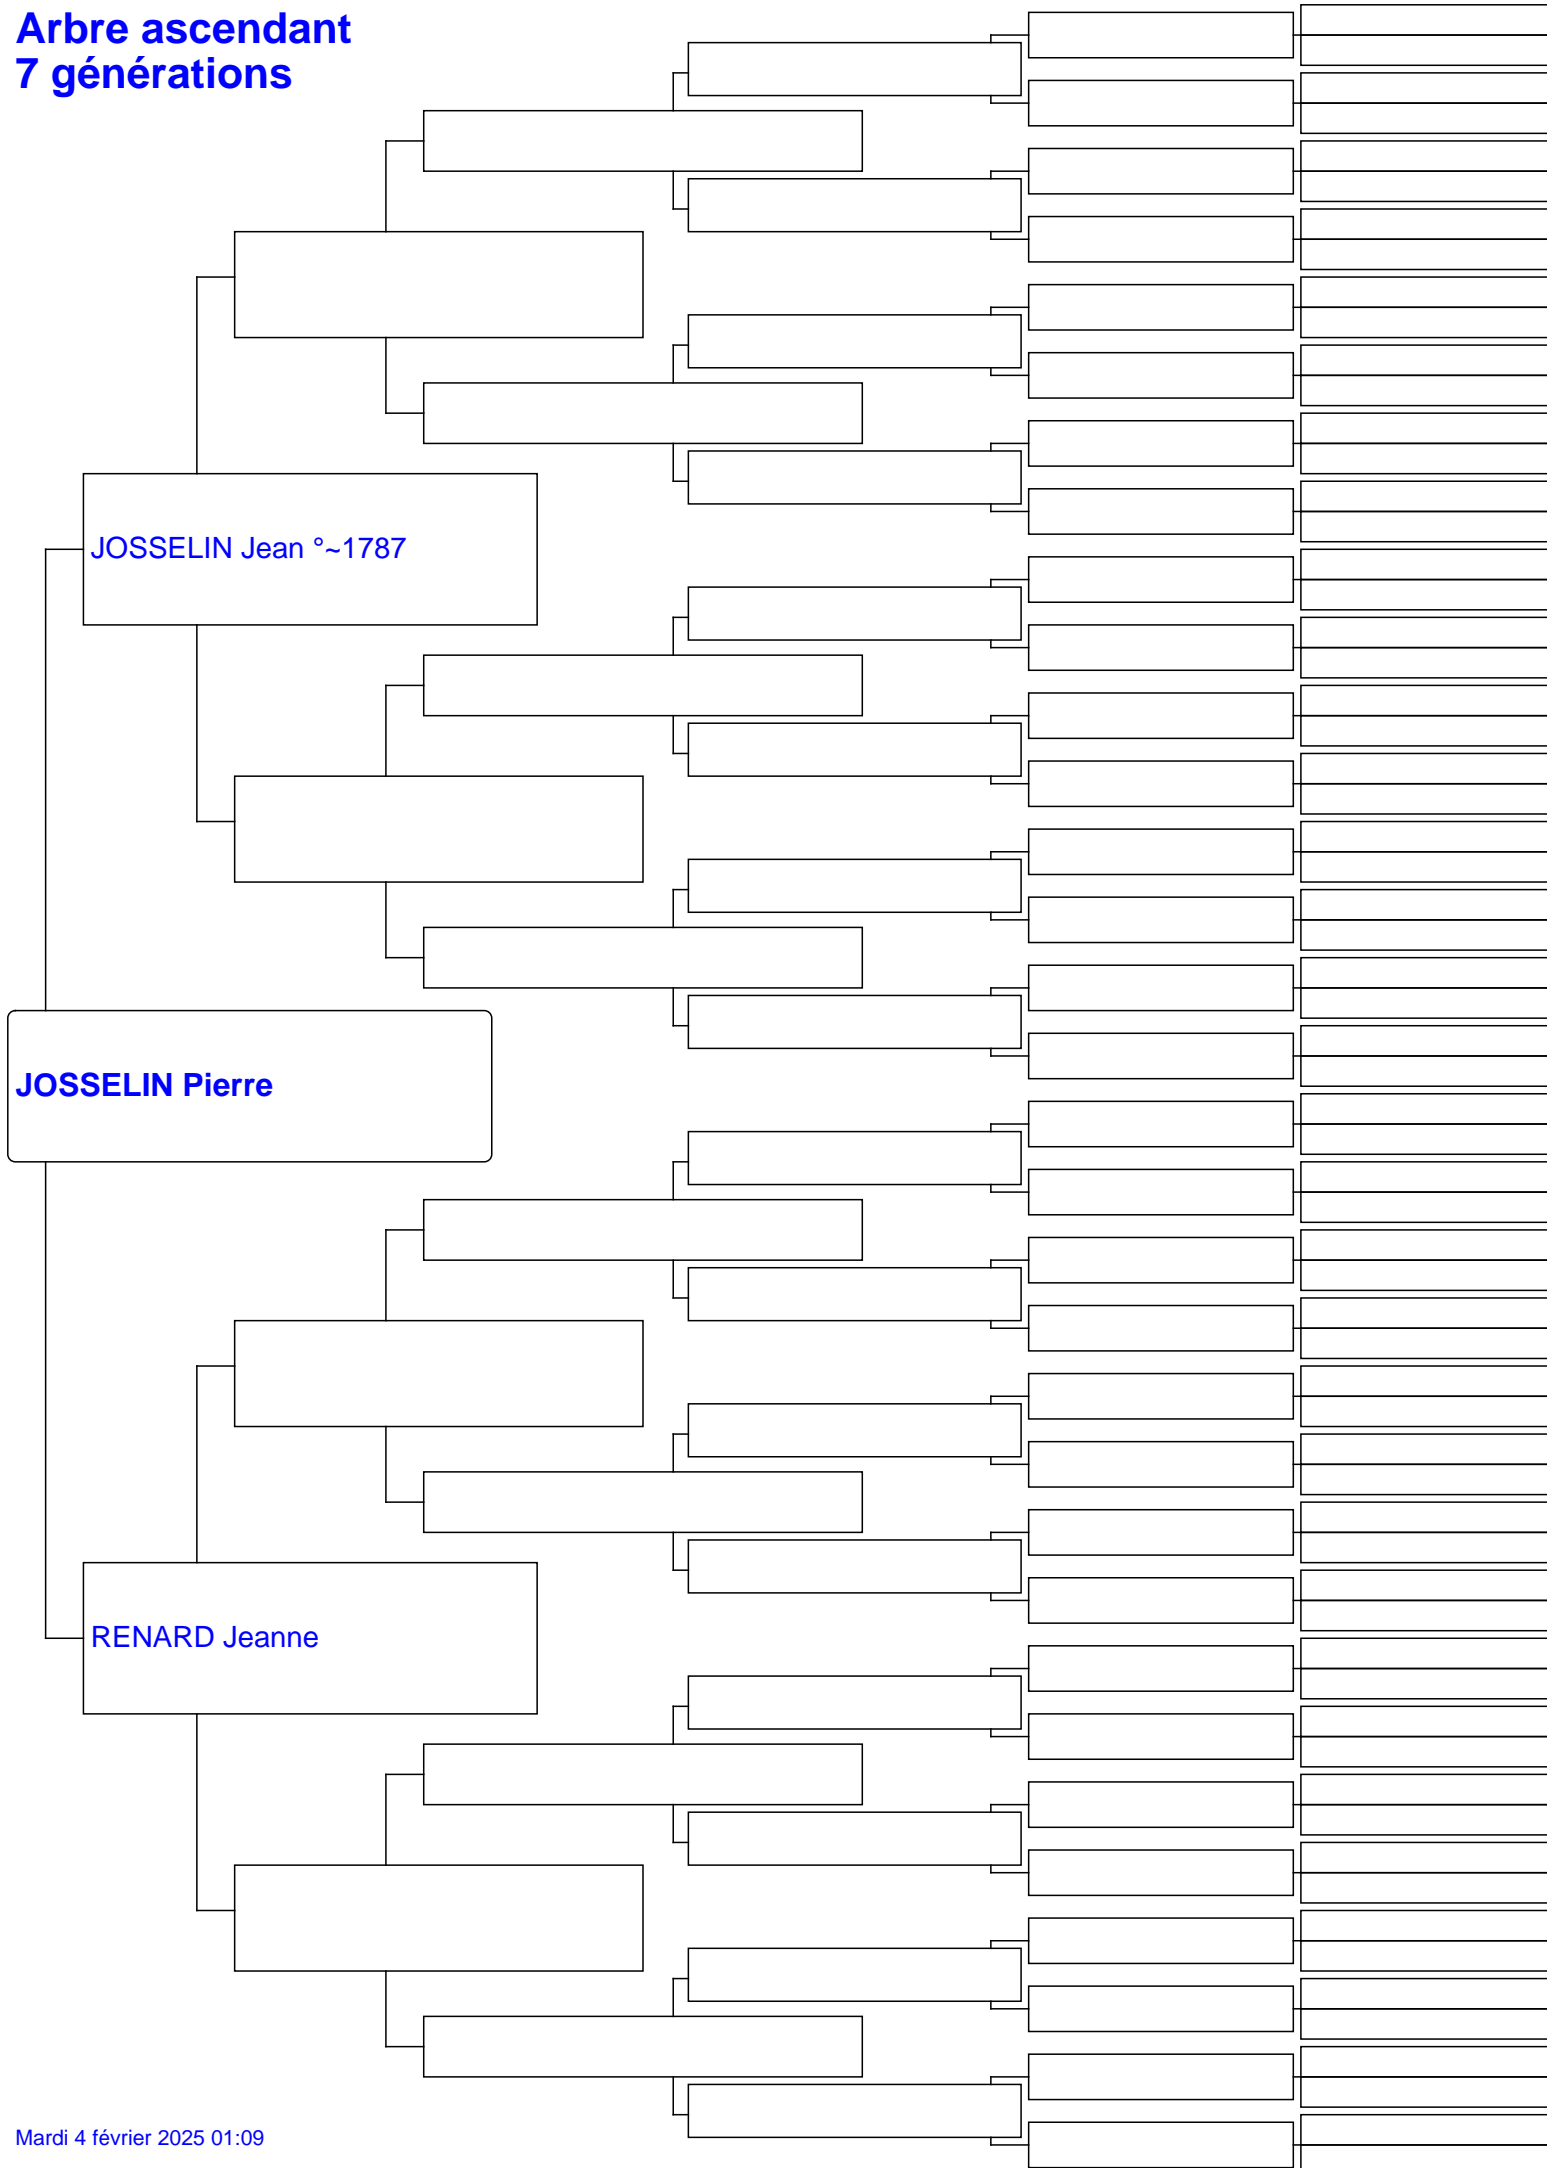 Arbre ascendant
7 générations
JOSSELIN Jean °~1787
JOSSELIN Pierre
RENARD Jeanne
Mardi 4 février 2025 01:09